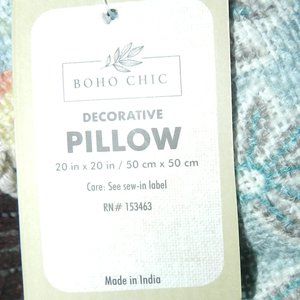 BOHO CHIC
DECORATIVE
PILLOW
20 in x 20 in / 50 cm x 50 cm
Care: See sew-in label
RN# 153463
Made in India